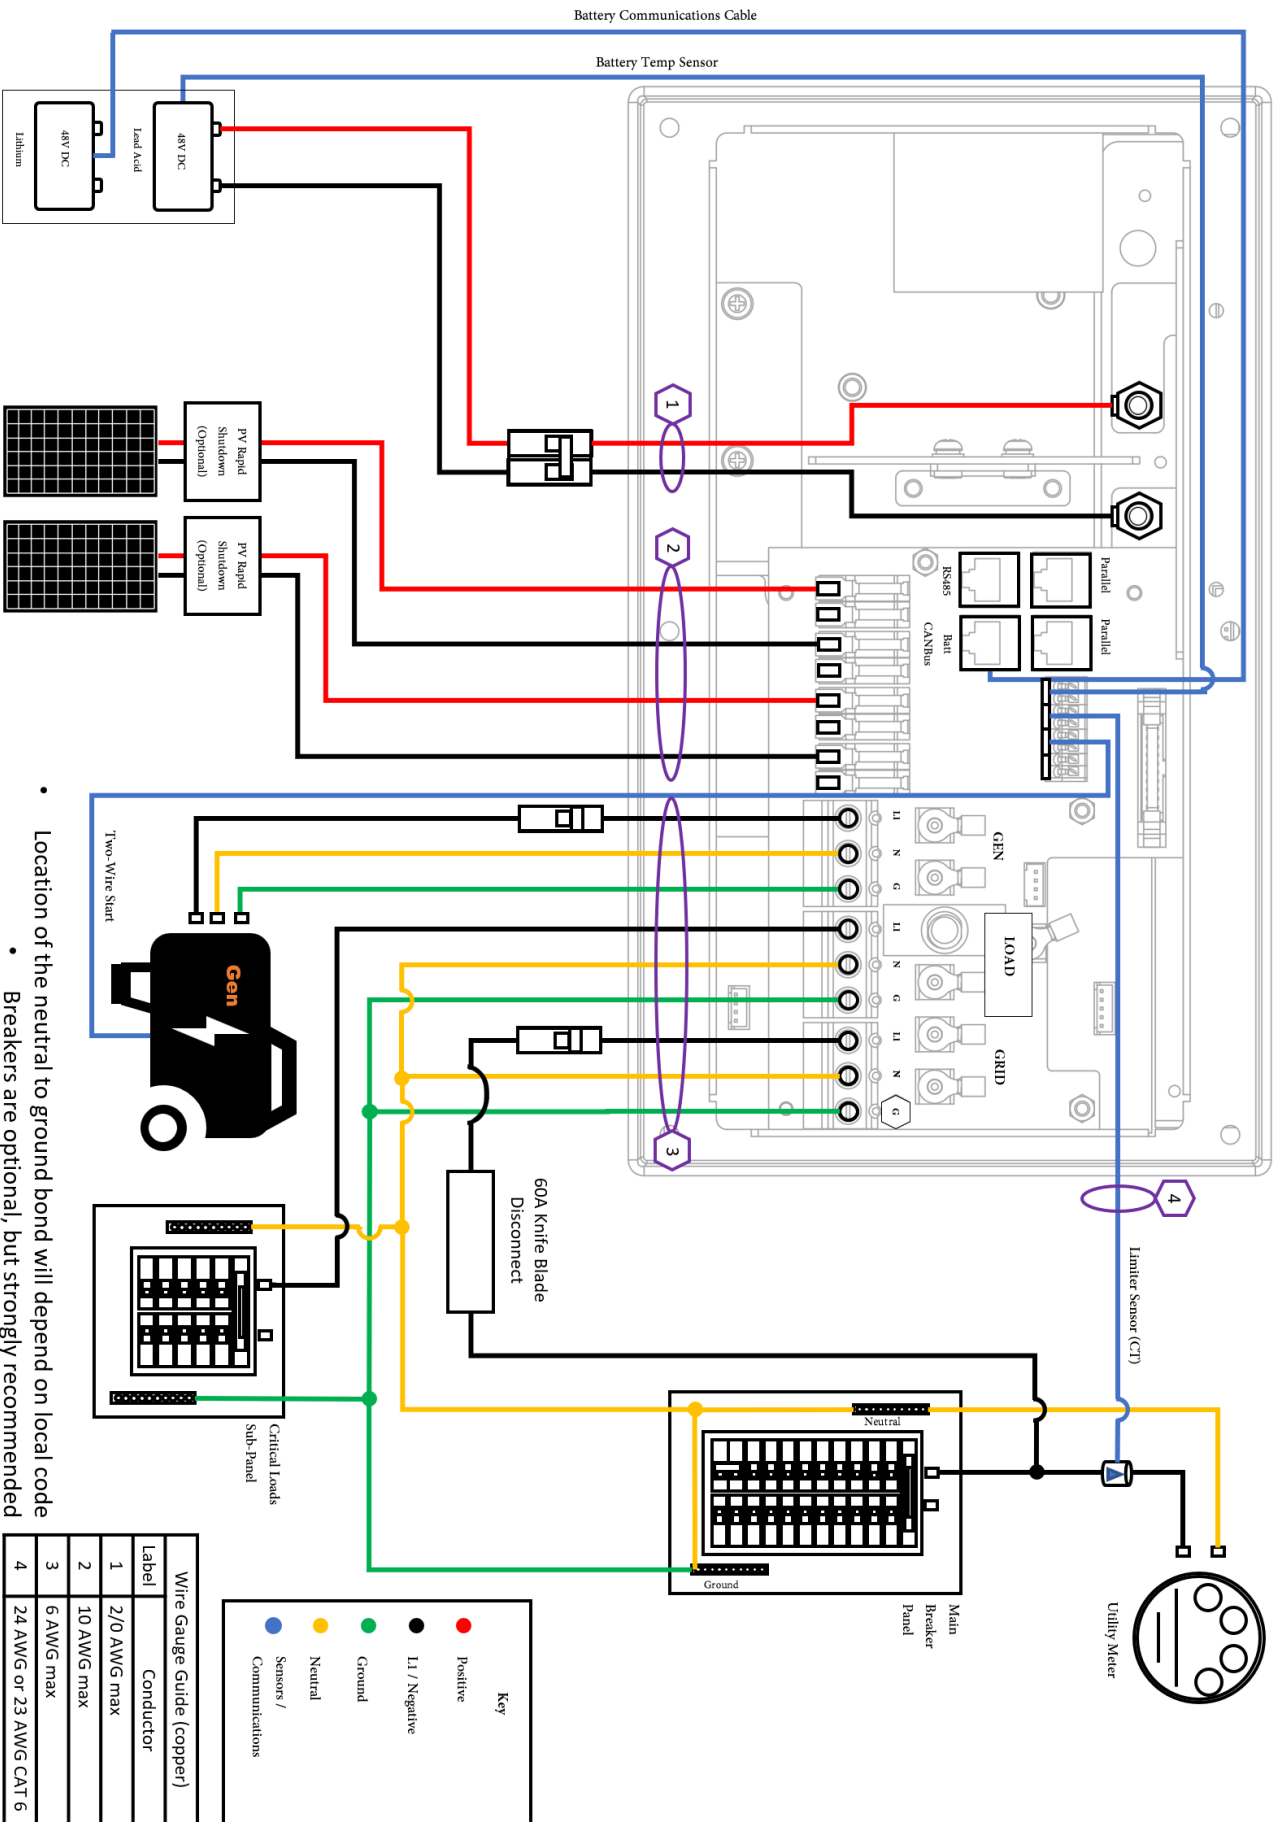 Battery Communications Cable
Battery Temp Sensor
48V DC
Lithium
48V DC
Lead Acid
PV Rapid
Shutdown
(Optional)
PV Rapid
Shutdown
(Optional)
1
2
3
4
RS485
Parallel
Batt
CANBus
Parallel
L1
N
G
GEN
L1
N
G
LOAD
L1
N
G
GRID
Two-Wire Start
Gen
60A Knife Blade
Disconnect
Limiter Sensor (CT)
Critical Loads
Sub-Panel
Neutral
Ground
Main
Breaker
Panel
Utility Meter
• Location of the neutral to ground bond will depend on local code
• Breakers are optional, but strongly recommended
Key
Positive
L1 / Negative
Ground
Neutral
Sensors /
Communications
Wire Gauge Guide (copper)
Label Conductor
1 2/0 AWG max
2 10 AWG max
3 6 AWG max
4 24 AWG or 23 AWG CAT 6